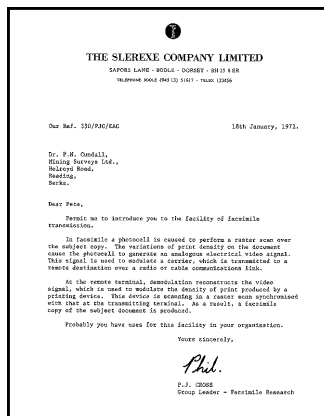 THE SLEREXE COMPANY LIMITED
SAPORS LANE · BOOLE · DORSET · BH 25 8 ER
TELEPHONE BOOLE (945 13) 51617 · TELEX 123456
Our Ref. 350/PJC/EAC
18th January, 1972.
Dr. P.N. Cundall,
Mining Surveys Ltd.,
Holroyd Road,
Reading,
Berks.
Dear Pete,
Permit me to introduce you to the facility of facsimile
transmission.
In facsimile a photocell is caused to perform a raster scan over
the subject copy. The variations of print density on the document
cause the photocell to generate an analogous electrical video signal.
This signal is used to modulate a carrier, which is transmitted to a
remote destination over a radio or cable communications link.
At the remote terminal, demodulation reconstructs the video
signal, which is used to modulate the density of print produced by a
printing device. This device is scanning in a raster scan synchronised
with that at the transmitting terminal. As a result, a facsimile
copy of the subject document is produced.
Probably you have uses for this facility in your organisation.
Yours sincerely,
Phil.
P.J. CROSS
Group Leader - Facsimile Research